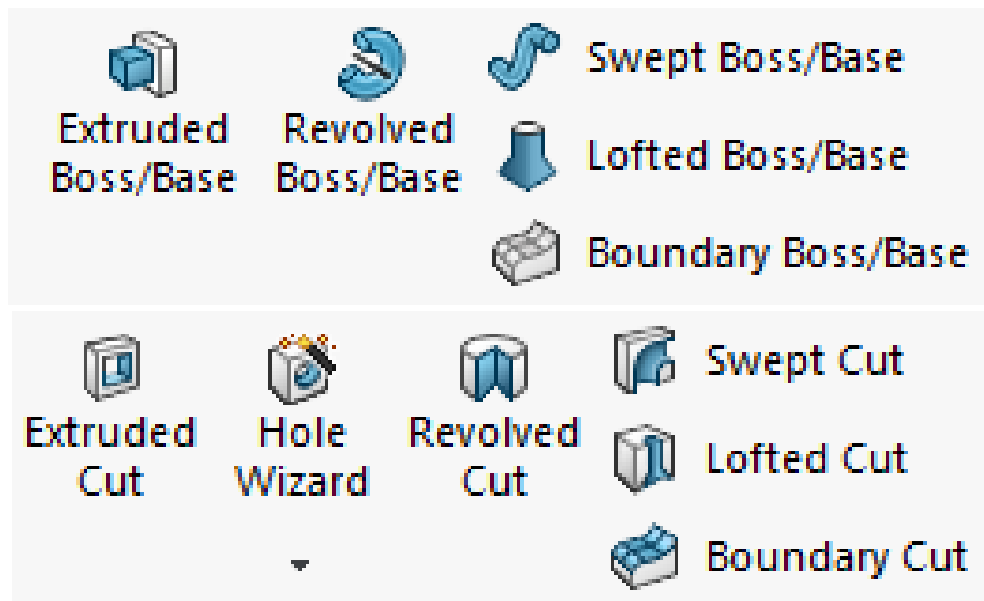 Extruded
Boss/Base
Revolved
Boss/Base
Swept Boss/Base
Lofted Boss/Base
Boundary Boss/Base
Extruded
Cut
Hole
Wizard
Revolved
Cut
Swept Cut
Lofted Cut
Boundary Cut